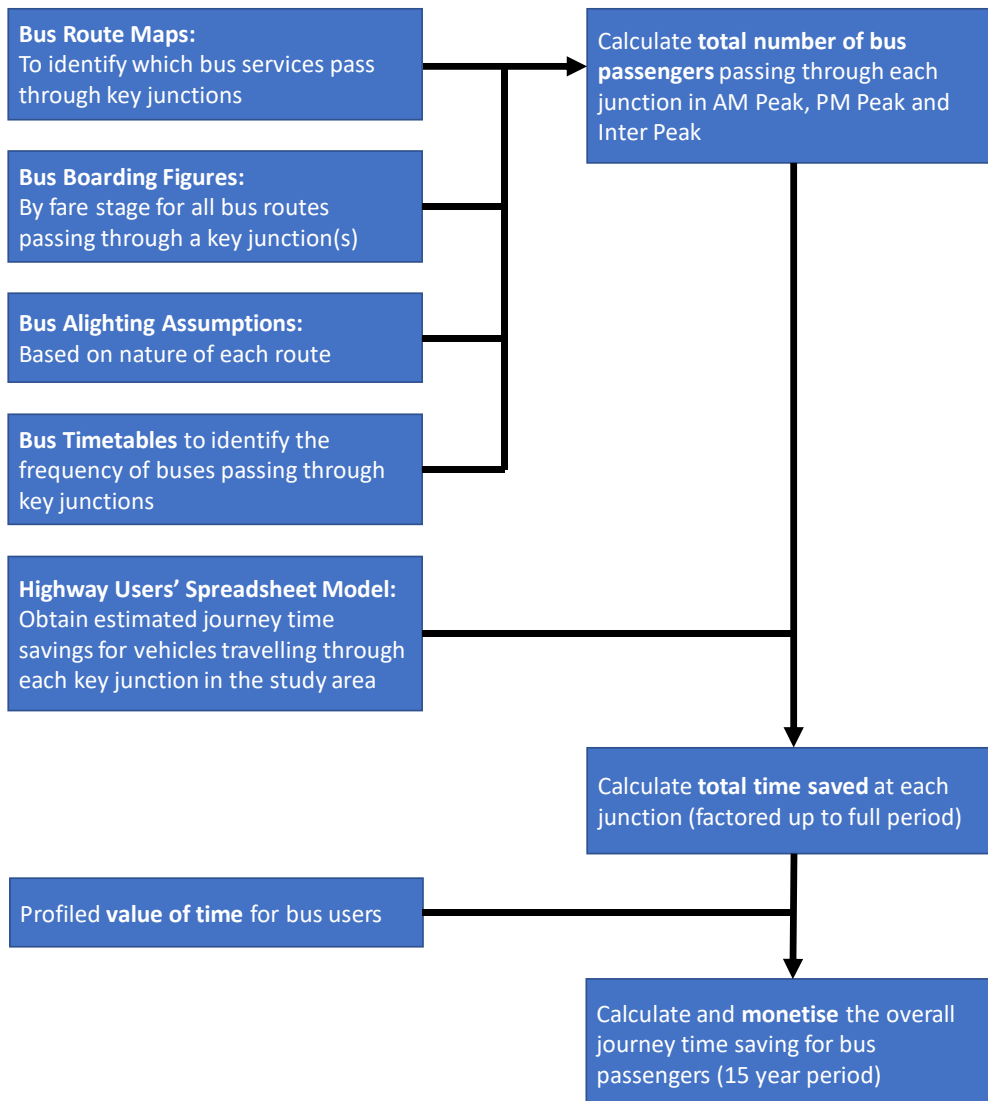 Bus Route Maps:
To identify which bus services pass
through key junctions
Calculate total number of bus
passengers passing through each
junction in AM Peak, PM Peak and
Inter Peak
Bus Boarding Figures:
By fare stage for all bus routes
passing through a key junction(s)
Bus Alighting Assumptions:
Based on nature of each route
Bus Timetables to identify the
frequency of buses passing through
key junctions
Highway Users’ Spreadsheet Model:
Obtain estimated journey time
savings for vehicles travelling through
each key junction in the study area
Calculate total time saved at each
junction (factored up to full period)
Profiled value of time for bus users
Calculate and monetise the overall
journey time saving for bus
passengers (15 year period)